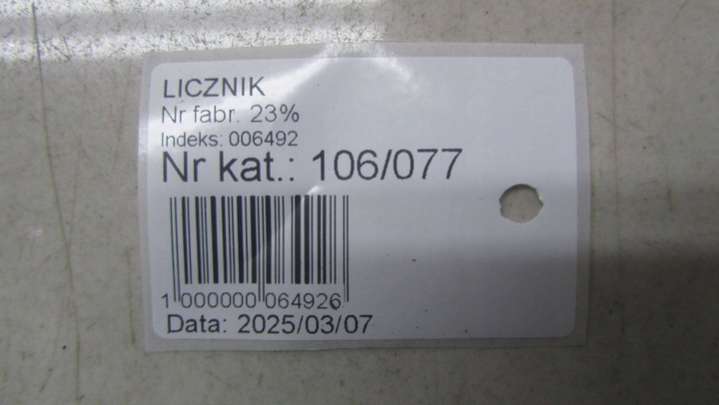 LICZNIK
Nr fabr. 23%
Indeks: 006492
Nr kat.: 106/077
1 000000 064926
Data: 2025/03/07